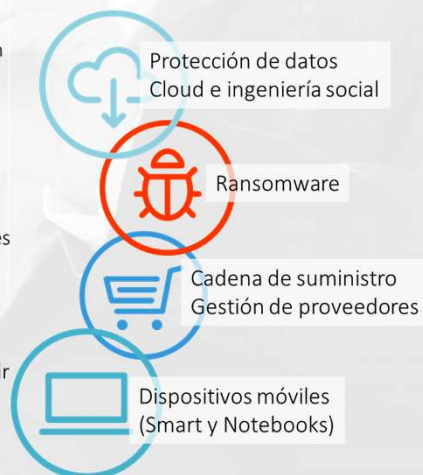 Protección de datos
Cloud e ingeniería social
Ransomware
Cadena de suministro
Gestión de proveedores
Dispositivos móviles
(Smart y Notebooks)